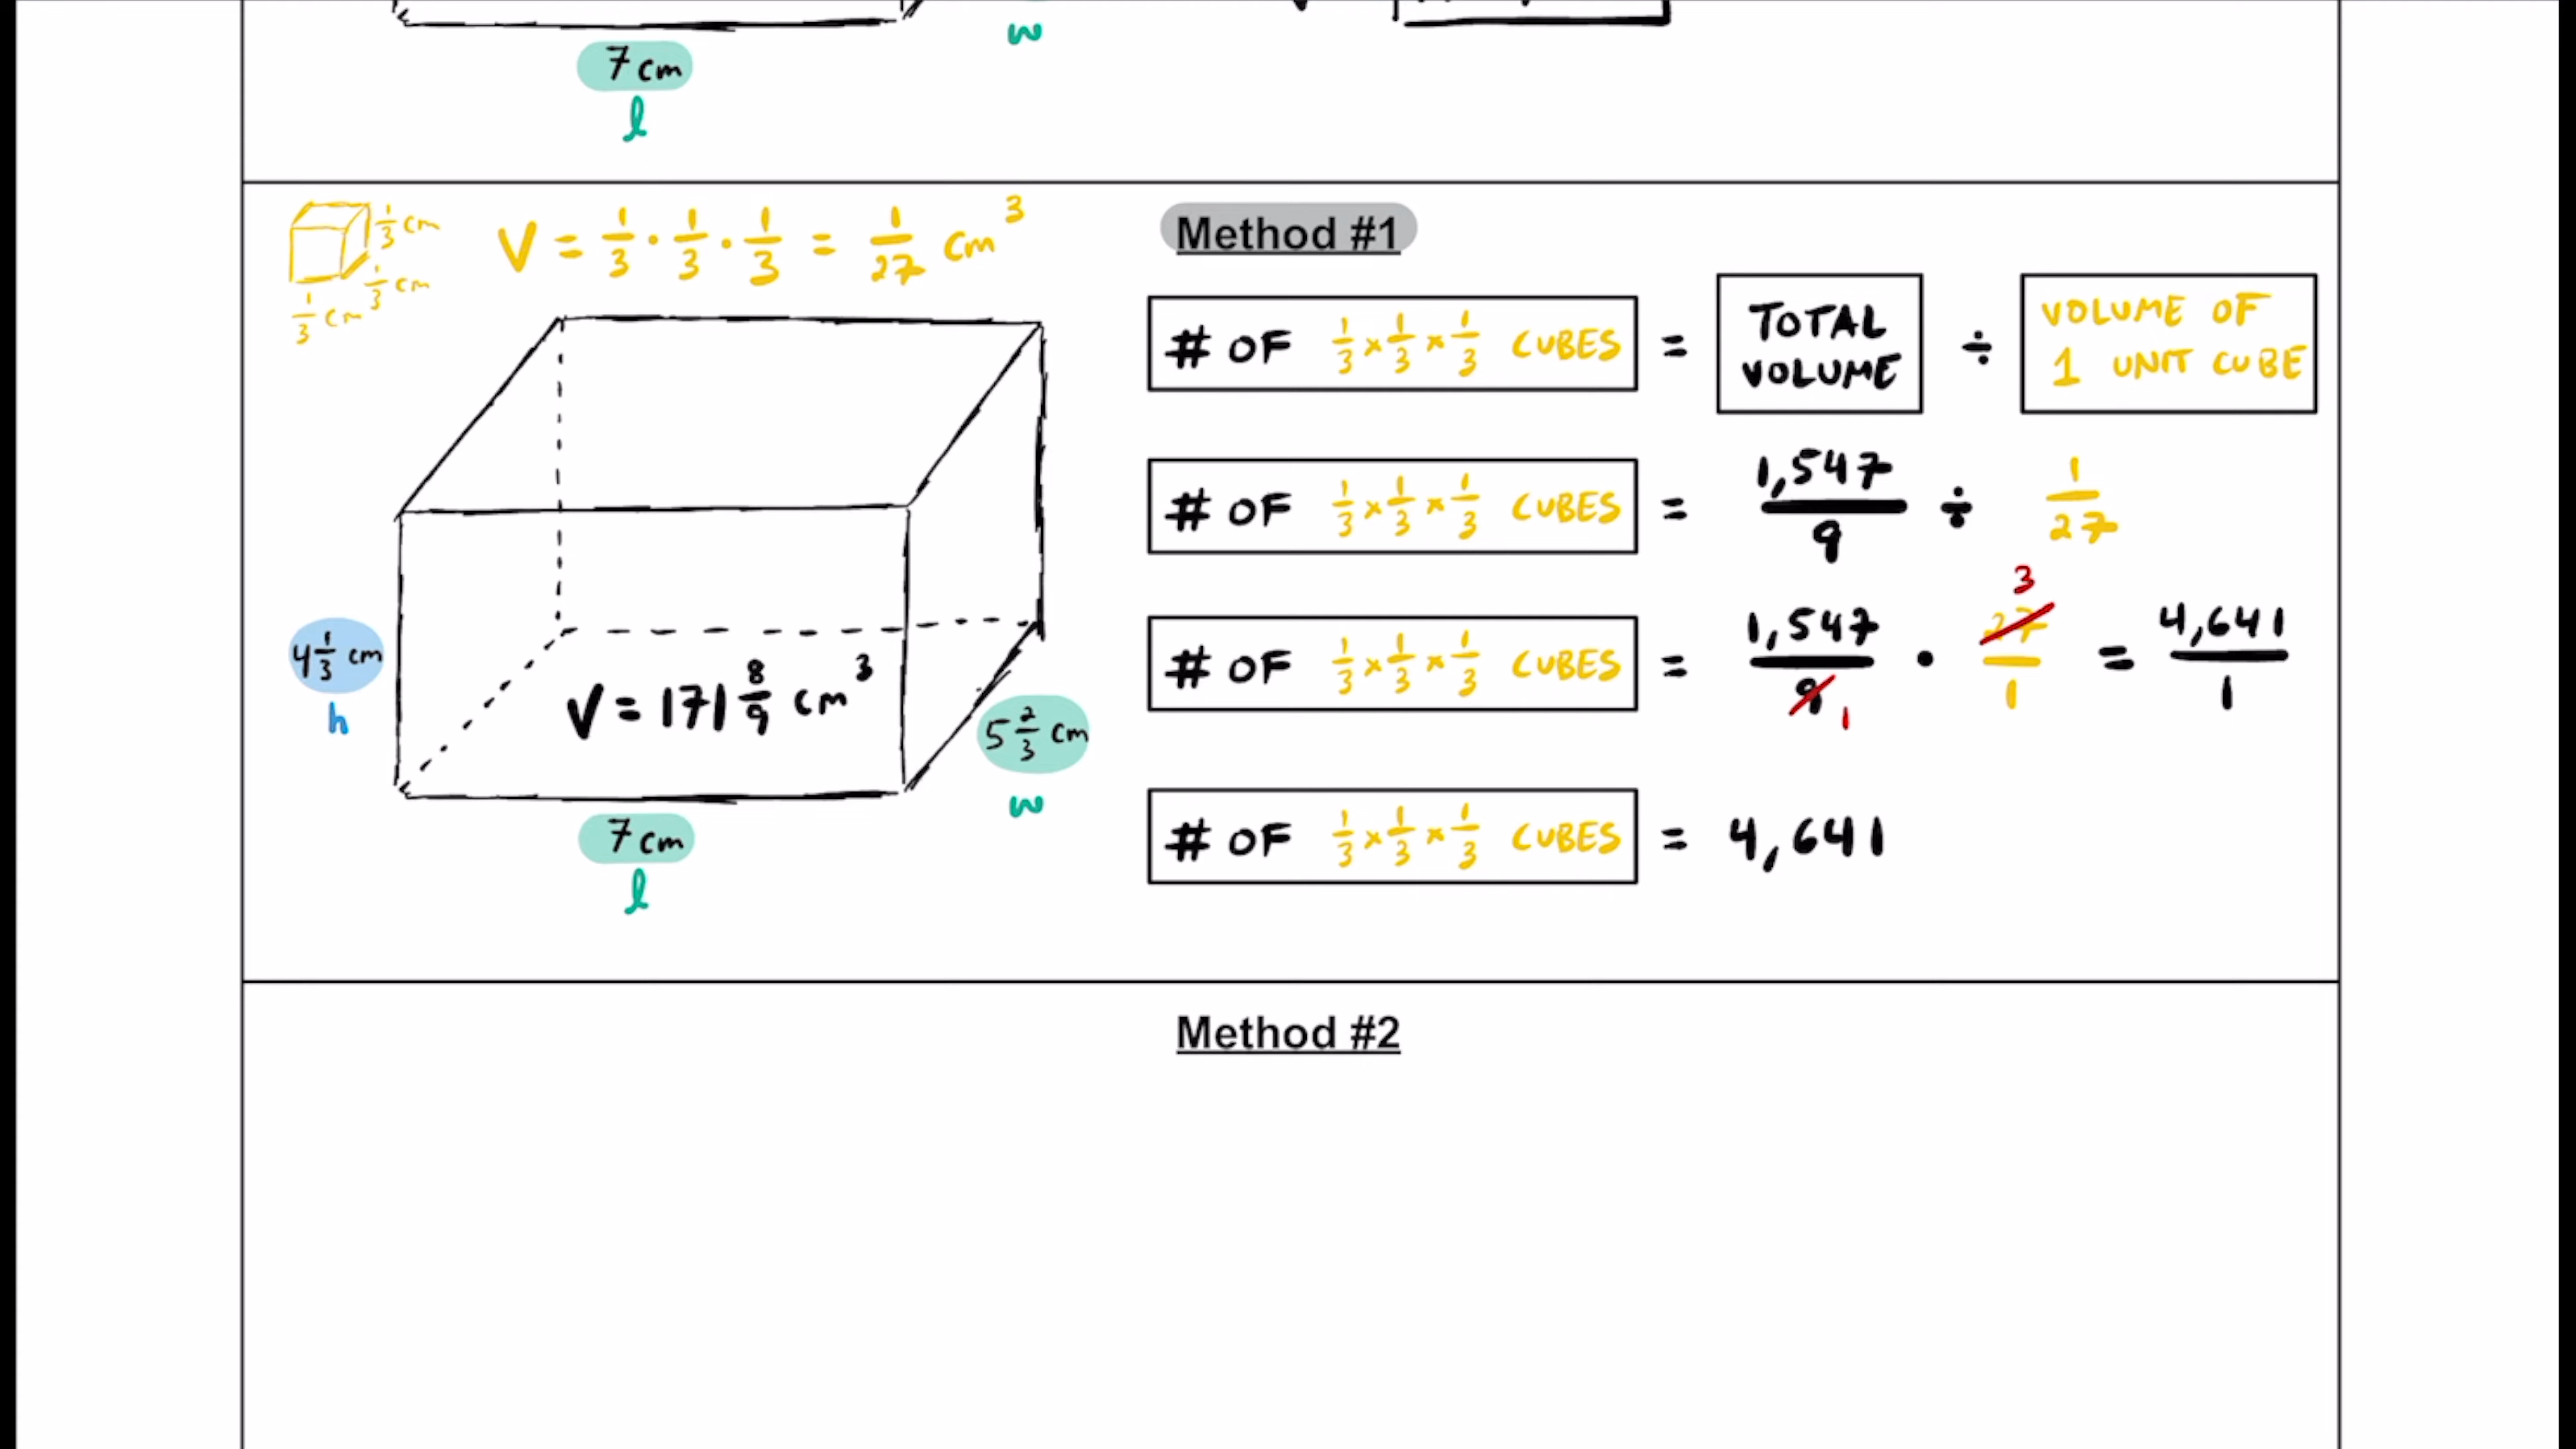 7 cm
w
l
1/3 cm
1/3 cm
1/3 cm
V = 1/3 · 1/3 · 1/3 = 1/27 cm³
4 1/3 cm
h
V = 171 8/9 cm³
5 2/3 cm
w
7 cm
l
Method #1
# OF 1/3 × 1/3 × 1/3 CUBES = TOTAL VOLUME ÷ VOLUME OF 1 UNIT CUBE
# OF 1/3 × 1/3 × 1/3 CUBES = 1,547/9 ÷ 1/27
# OF 1/3 × 1/3 × 1/3 CUBES = 1,547/9 1 · 3 27/1 = 4,641/1
# OF 1/3 × 1/3 × 1/3 CUBES = 4,641
Method #2